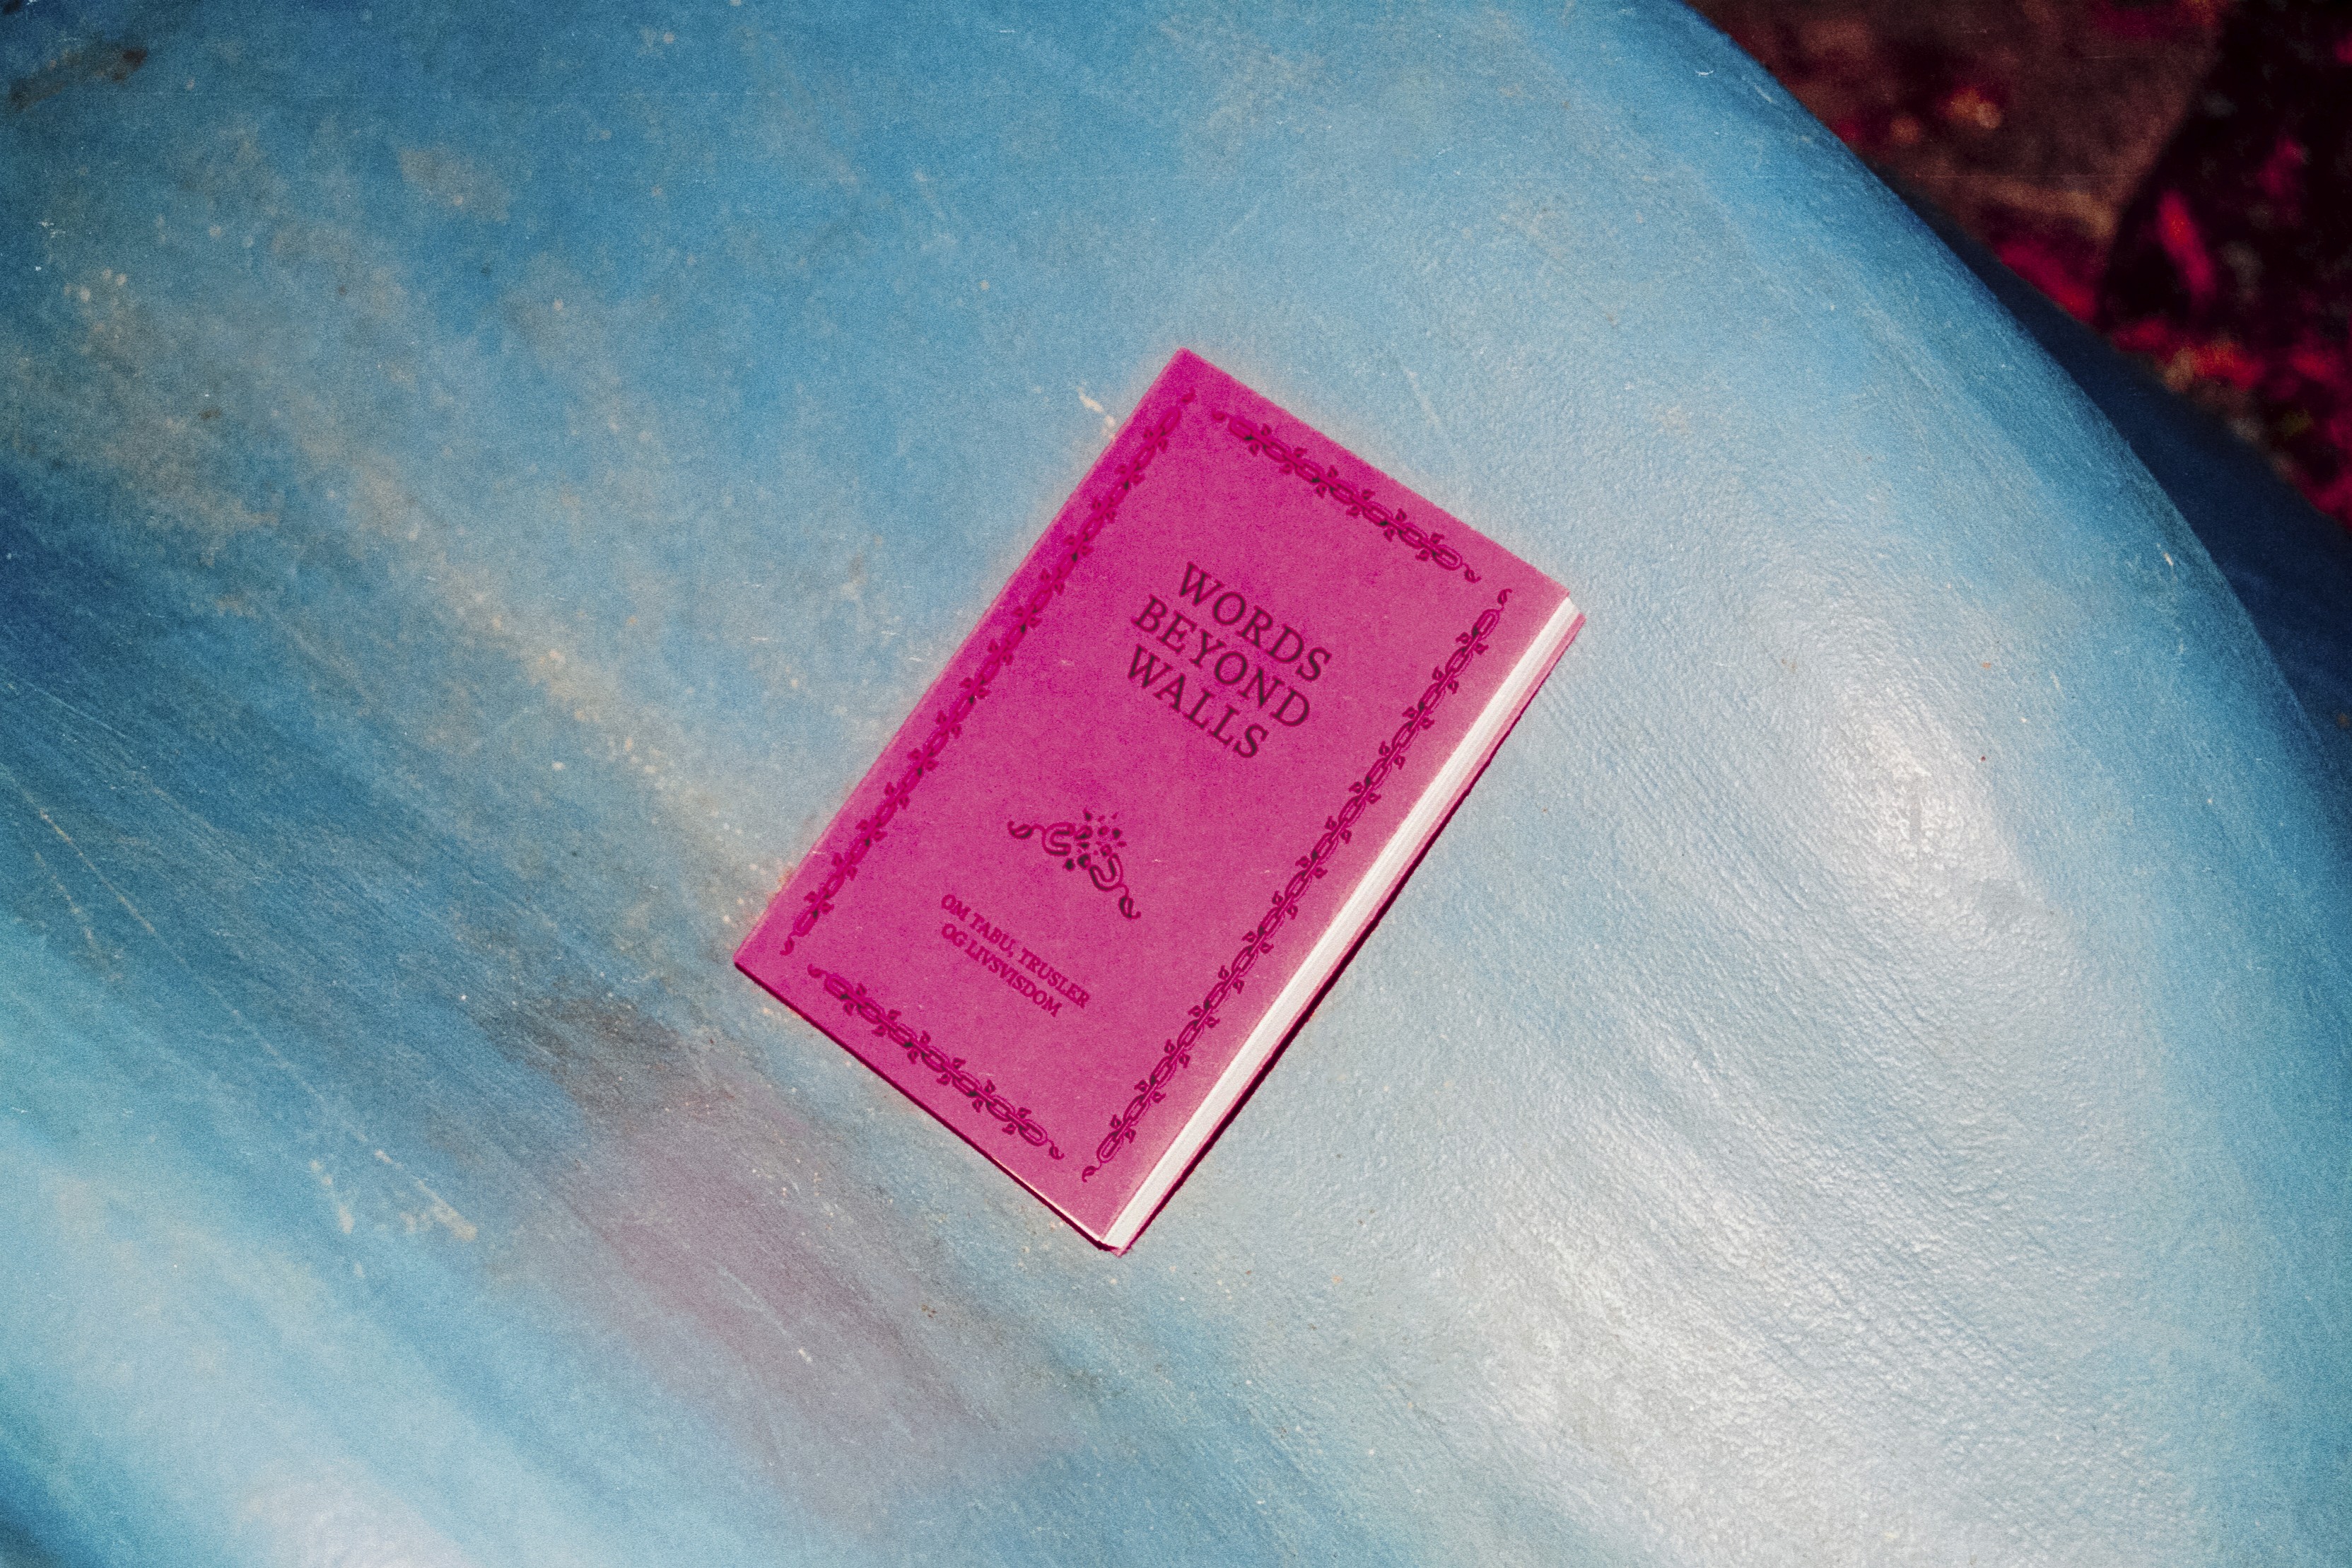 WORDS
BEYOND
WALLS
OM TABU, TRUSLER
OG LIVSVISDOM